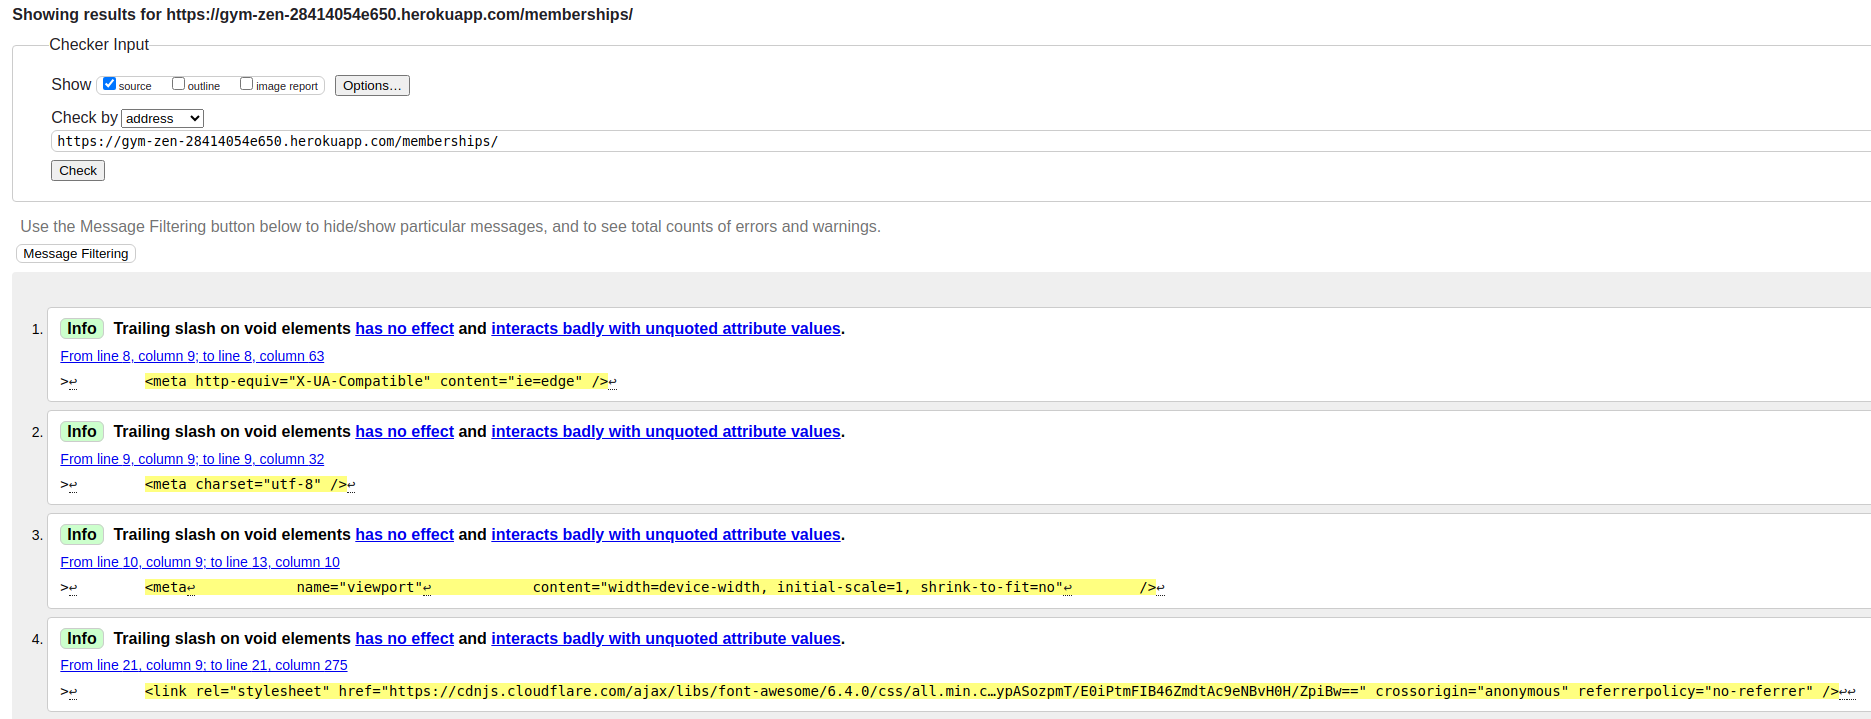 Showing results for https://gym-zen-28414054e650.herokuapp.com/memberships/
Checker Input
Show source outline image report Options…
Check by address
https://gym-zen-28414054e650.herokuapp.com/memberships/
Check
Use the Message Filtering button below to hide/show particular messages, and to see total counts of errors and warnings.
Message Filtering
1. Info Trailing slash on void elements has no effect and interacts badly with unquoted attribute values.
From line 8, column 9; to line 8, column 63
>↩ <meta http-equiv="X-UA-Compatible" content="ie=edge" />↩
2. Info Trailing slash on void elements has no effect and interacts badly with unquoted attribute values.
From line 9, column 9; to line 9, column 32
>↩ <meta charset="utf-8" />↩
3. Info Trailing slash on void elements has no effect and interacts badly with unquoted attribute values.
From line 10, column 9; to line 13, column 10
>↩ <meta↩ name="viewport"↩ content="width=device-width, initial-scale=1, shrink-to-fit=no"↩ />↩
4. Info Trailing slash on void elements has no effect and interacts badly with unquoted attribute values.
From line 21, column 9; to line 21, column 275
>↩ <link rel="stylesheet" href="https://cdnjs.cloudflare.com/ajax/libs/font-awesome/6.4.0/css/all.min.c…ypASozpmT/E0iPtmFIB46ZmdtAc9eNBvH0H/ZpiBw==" crossorigin="anonymous" referrerpolicy="no-referrer" />↩↩